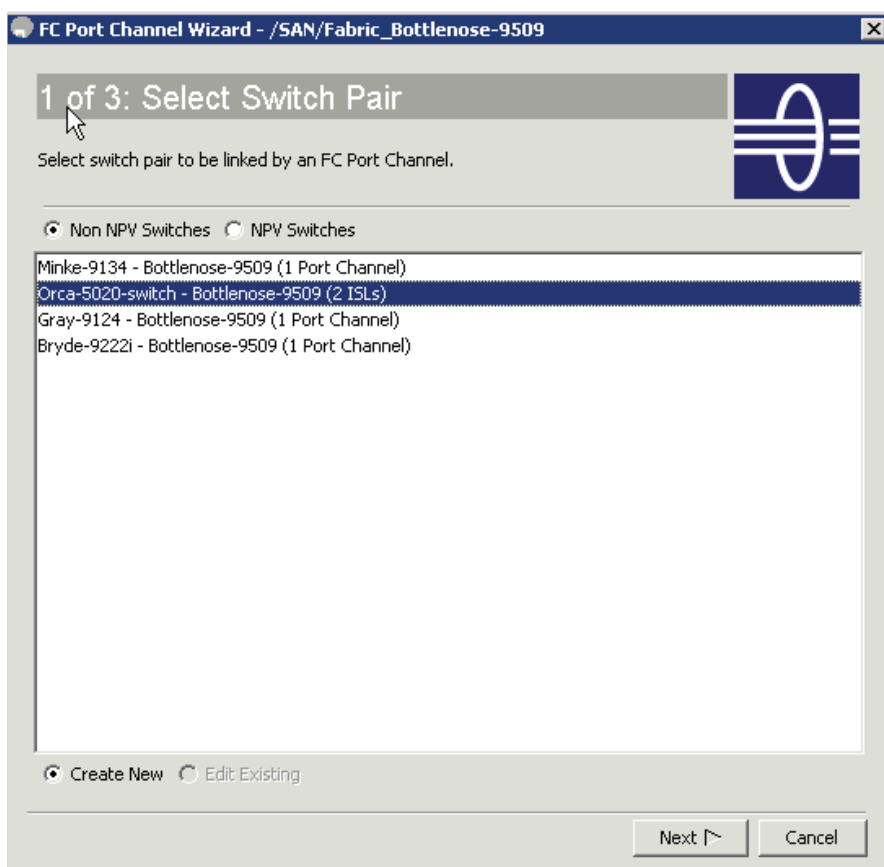 FC Port Channel Wizard - /SAN/Fabric_Bottlenose-9509
1 of 3: Select Switch Pair
Select switch pair to be linked by an FC Port Channel.
Non NPV Switches NPV Switches
Minke-9134 - Bottlenose-9509 (1 Port Channel)
Orca-5020-switch - Bottlenose-9509 (2 ISLs)
Gray-9124 - Bottlenose-9509 (1 Port Channel)
Bryde-9222i - Bottlenose-9509 (1 Port Channel)
Create New Edit Existing
Next Cancel